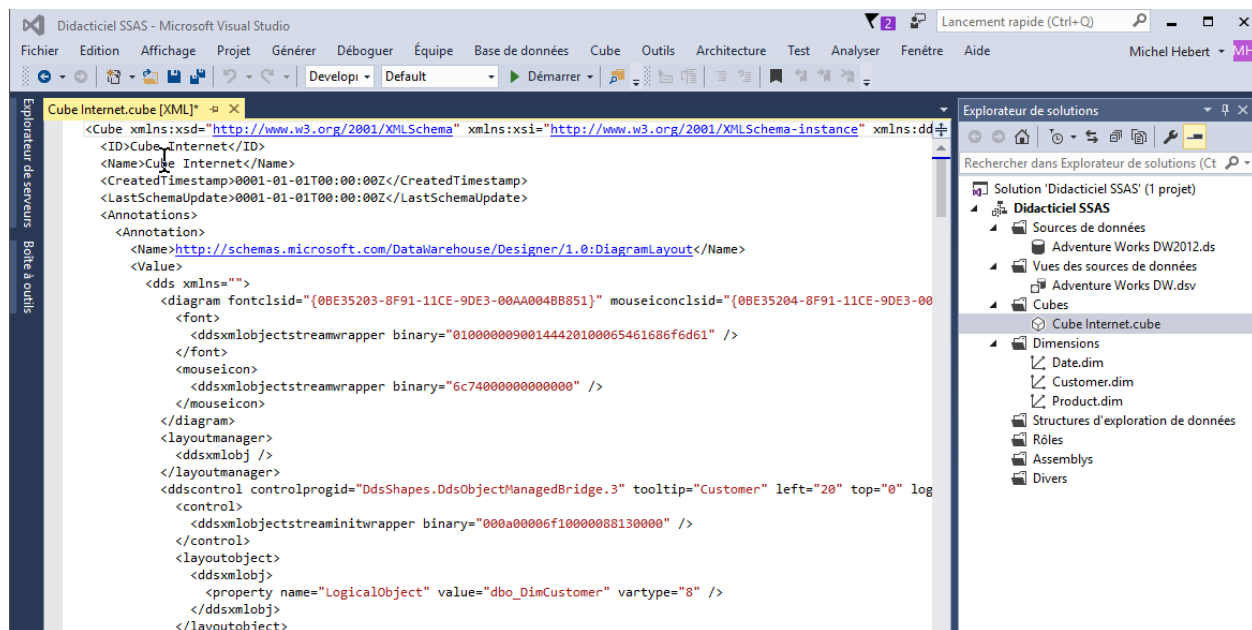 Didacticiel SSAS - Microsoft Visual Studio
2
Lancement rapide (Ctrl+Q)
Fichier Edition Affichage Projet Générer Déboguer Équipe Base de données Cube Outils Architecture Test Analyser Fenêtre Aide
Michel Hebert
MH
Developı Default Démarrer
Explorateur de serveurs
Boîte à outils
Cube Internet.cube [XML]*
<Cube xmlns:xsd="http://www.w3.org/2001/XMLSchema" xmlns:xsi="http://www.w3.org/2001/XMLSchema-instance" xmlns:dd
<ID>Cube Internet</ID>
<Name>Cube Internet</Name>
<CreatedTimestamp>0001-01-01T00:00:00Z</CreatedTimestamp>
<LastSchemaUpdate>0001-01-01T00:00:00Z</LastSchemaUpdate>
<Annotations>
<Annotation>
<Name>http://schemas.microsoft.com/DataWarehouse/Designer/1.0:DiagramLayout</Name>
<Value>
<dds xmlns="">
<diagram fontclsid="{0BE35203-8F91-11CE-9DE3-00AA004BB851}" mouseiconclsid="{0BE35204-8F91-11CE-9DE3-00
<font>
<ddsxmlobjectstreamwrapper binary="01000000900144420100065461686f6d61" />
</font>
<mouseicon>
<ddsxmlobjectstreamwrapper binary="6c74000000000000" />
</mouseicon>
</diagram>
<layoutmanager>
<ddsxmlobj />
</layoutmanager>
<ddscontrol controlprogid="DdsShapes.DdsObjectManagedBridge.3" tooltip="Customer" left="20" top="0" log
<control>
<ddsxmlobjectstreaminitwrapper binary="000a00006f10000088130000" />
</control>
<layoutobject>
<ddsxmlobj>
<property name="LogicalObject" value="dbo_DimCustomer" vartype="8" />
</ddsxmlobj>
</layoutobject>
Explorateur de solutions
Rechercher dans Explorateur de solutions (Ct
Solution 'Didacticiel SSAS' (1 projet)
Didacticiel SSAS
Sources de données
Adventure Works DW2012.ds
Vues des sources de données
Adventure Works DW.dsv
Cubes
Cube Internet.cube
Dimensions
Date.dim
Customer.dim
Product.dim
Structures d'exploration de données
Rôles
Assemblys
Divers